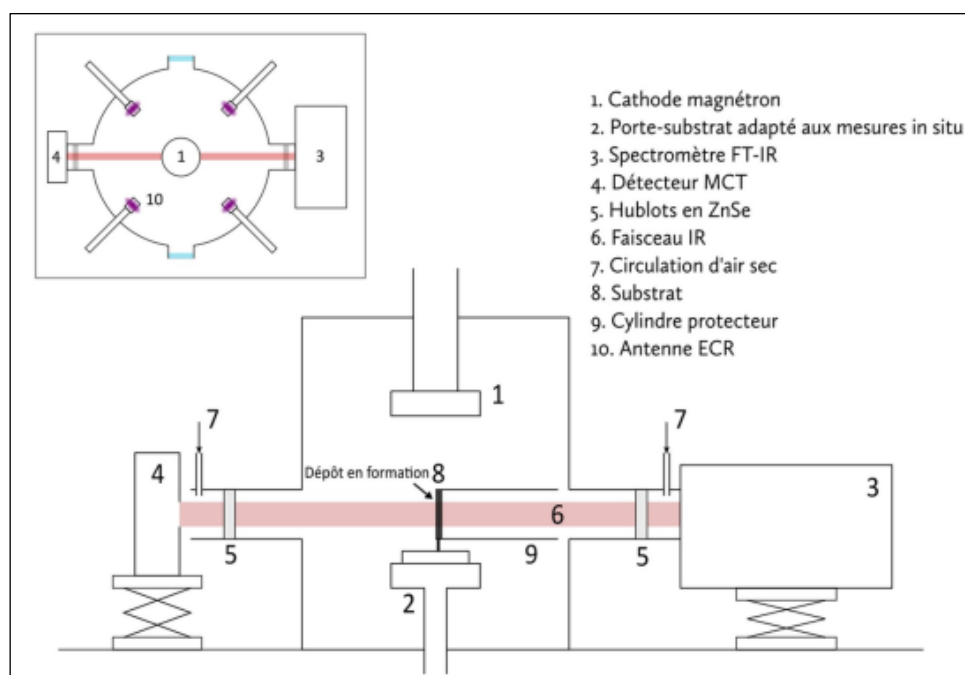 4
1
3
10
1. Cathode magnétron
2. Porte-substrat adapté aux mesures in situ
3. Spectromètre FT-IR
4. Détecteur MCT
5. Hublots en ZnSe
6. Faisceau IR
7. Circulation d'air sec
8. Substrat
9. Cylindre protecteur
10. Antenne ECR
1
7
7
4
Dépôt en formation
8
3
6
5
9
5
2